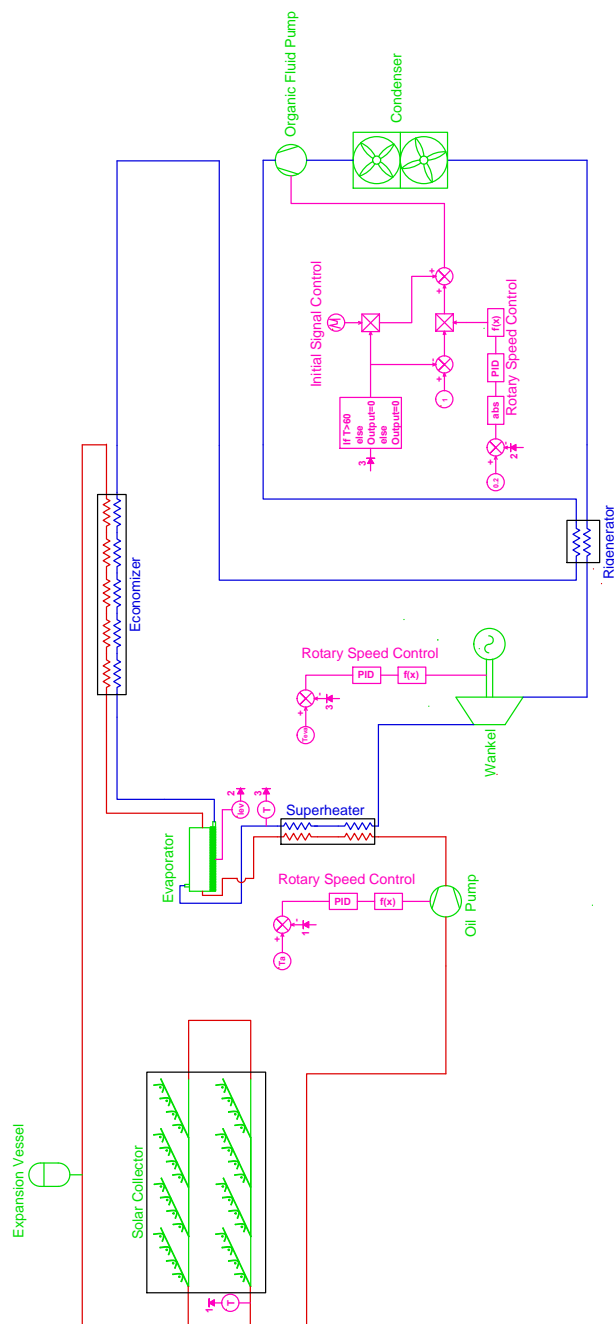 Organic Fluid Pump
Condenser
Initial Signal Control
If T>60
Output=0
else
Output=0
else
3
1
+
-
+
+
f(x)
PID
abs
Rotary Speed Control
+
-
2
0.2
Economizer
Rigenerator
Rotary Speed Control
PID
f(x)
+
-
3
Wankel
Evaporator
2
lev
3
T
Superheater
Rotary Speed Control
PID
f(x)
+
-
1
Ta
Oil Pump
Expansion Vessel
Solar Collector
1
T